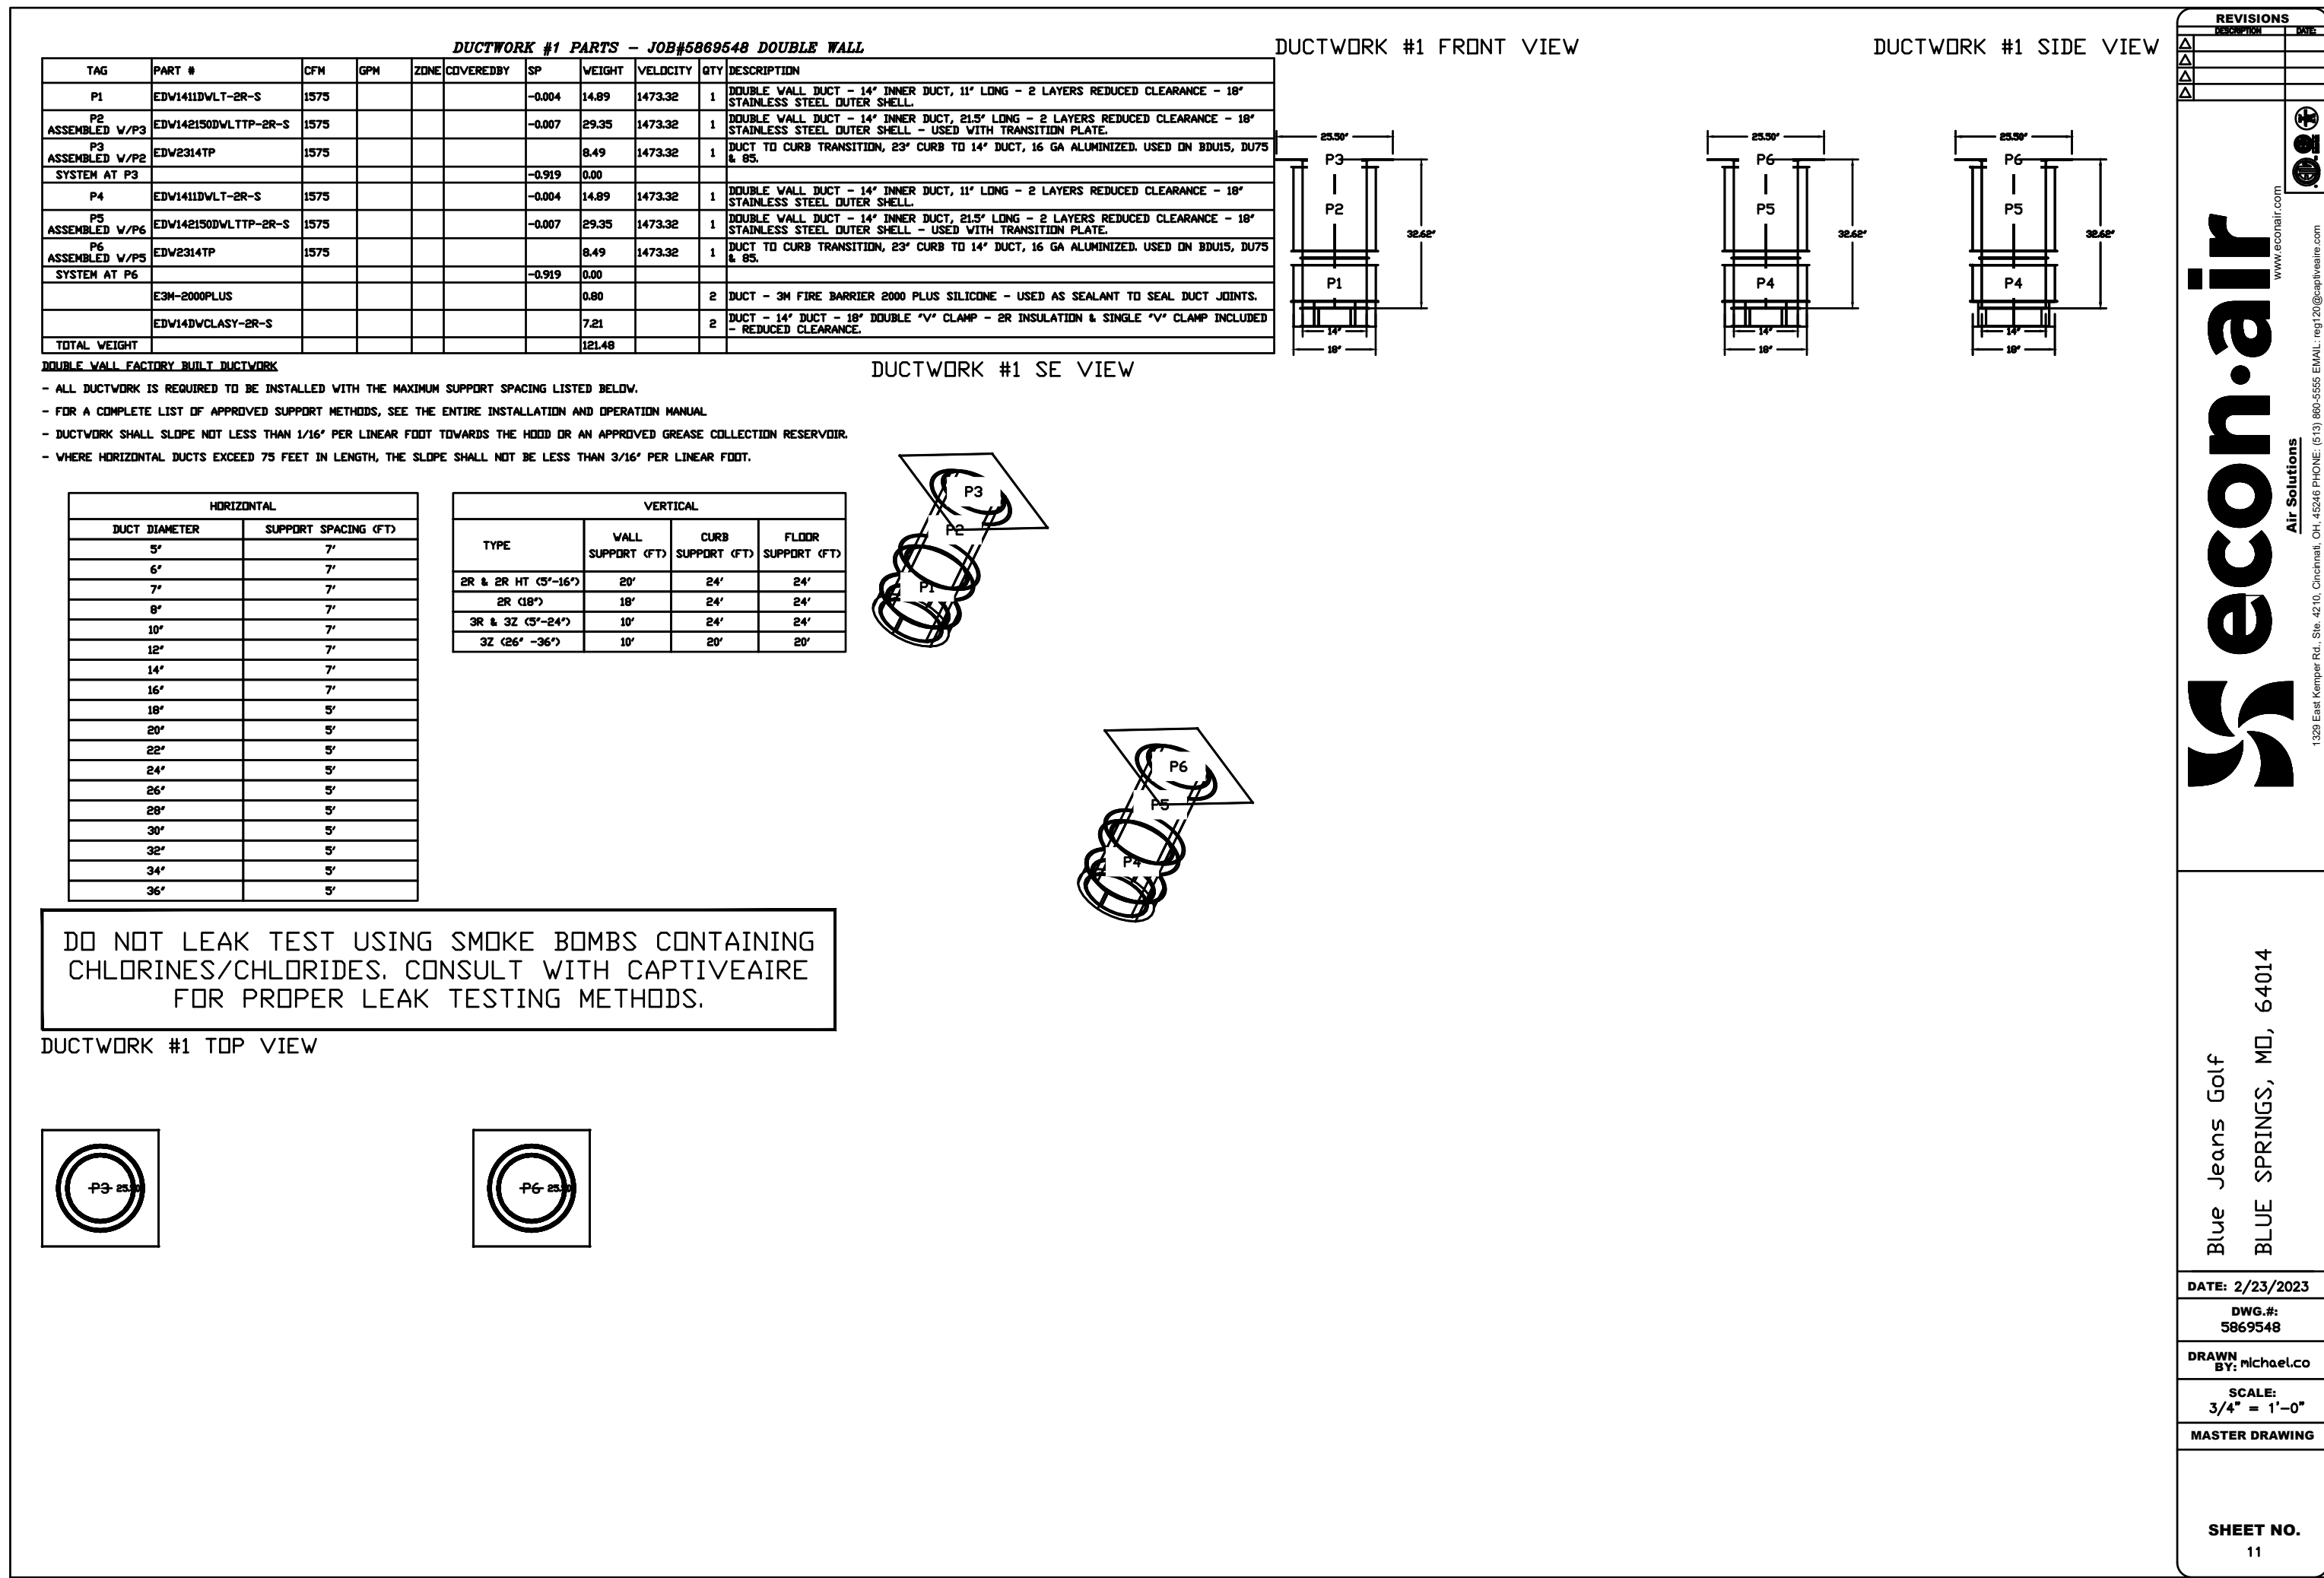 DUCTWORK #1 PARTS - JOB#5869548 DOUBLE WALL
TAG PART # CFM GPM ZONE COVEREDBY SP WEIGHT VELOCITY QTY DESCRIPTION
P1 EDW1411DWLT-2R-S 1575 -0.004 14.89 1473.32 1 DOUBLE WALL DUCT - 14" INNER DUCT, 11" LONG - 2 LAYERS REDUCED CLEARANCE - 18"
STAINLESS STEEL OUTER SHELL.
P2
ASSEMBLED W/P3 EDW142150DWLTTP-2R-S 1575 -0.007 29.35 1473.32 1 DOUBLE WALL DUCT - 14" INNER DUCT, 21.5" LONG - 2 LAYERS REDUCED CLEARANCE - 18"
STAINLESS STEEL OUTER SHELL - USED WITH TRANSITION PLATE.
P3
ASSEMBLED W/P2 EDW2314TP 1575 8.49 1473.32 1 DUCT TO CURB TRANSITION, 23" CURB TO 14" DUCT, 16 GA ALUMINIZED. USED ON BDU15, DU75
& 85.
SYSTEM AT P3 -0.919 0.00
P4 EDW1411DWLT-2R-S 1575 -0.004 14.89 1473.32 1 DOUBLE WALL DUCT - 14" INNER DUCT, 11" LONG - 2 LAYERS REDUCED CLEARANCE - 18"
STAINLESS STEEL OUTER SHELL.
P5
ASSEMBLED W/P6 EDW142150DWLTTP-2R-S 1575 -0.007 29.35 1473.32 1 DOUBLE WALL DUCT - 14" INNER DUCT, 21.5" LONG - 2 LAYERS REDUCED CLEARANCE - 18"
STAINLESS STEEL OUTER SHELL - USED WITH TRANSITION PLATE.
P6
ASSEMBLED W/P5 EDW2314TP 1575 8.49 1473.32 1 DUCT TO CURB TRANSITION, 23" CURB TO 14" DUCT, 16 GA ALUMINIZED. USED ON BDU15, DU75
& 85.
SYSTEM AT P6 -0.919 0.00
E3M-2000PLUS 0.80 2 DUCT - 3M FIRE BARRIER 2000 PLUS SILICONE - USED AS SEALANT TO SEAL DUCT JOINTS.
EDW14DWCLASY-2R-S 7.21 2 DUCT - 14" DUCT - 18" DOUBLE "V" CLAMP - 2R INSULATION & SINGLE "V" CLAMP INCLUDED
- REDUCED CLEARANCE.
TOTAL WEIGHT 121.48
DOUBLE WALL FACTORY BUILT DUCTWORK
- ALL DUCTWORK IS REQUIRED TO BE INSTALLED WITH THE MAXIMUM SUPPORT SPACING LISTED BELOW.
- FOR A COMPLETE LIST OF APPROVED SUPPORT METHODS, SEE THE ENTIRE INSTALLATION AND OPERATION MANUAL
- DUCTWORK SHALL SLOPE NOT LESS THAN 1/16" PER LINEAR FOOT TOWARDS THE HOOD OR AN APPROVED GREASE COLLECTION RESERVOIR.
- WHERE HORIZONTAL DUCTS EXCEED 75 FEET IN LENGTH, THE SLOPE SHALL NOT BE LESS THAN 3/16" PER LINEAR FOOT.
HORIZONTAL
DUCT DIAMETER SUPPORT SPACING (FT)
5" 7'
6" 7'
7" 7'
8" 7'
10" 7'
12" 7'
14" 7'
16" 7'
18" 5'
20" 5'
22" 5'
24" 5'
26" 5'
28" 5'
30" 5'
32" 5'
34" 5'
36" 5'
VERTICAL
TYPE WALL SUPPORT (FT) CURB SUPPORT (FT) FLOOR SUPPORT (FT)
2R & 2R HT (5"-16") 20' 24' 24'
2R (18") 18' 24' 24'
3R & 3Z (5"-24") 10' 24' 24'
3Z (26" -36") 10' 20' 20'
DO NOT LEAK TEST USING SMOKE BOMBS CONTAINING
CHLORINES/CHLORIDES. CONSULT WITH CAPTIVEAIRE
FOR PROPER LEAK TESTING METHODS.
DUCTWORK #1 TOP VIEW
P3
P6
DUCTWORK #1 SE VIEW
P3
P2
P1
P6
P5
P4
DUCTWORK #1 FRONT VIEW
25.50"
P3
P2
32.62"
P1
14"
18"
25.50"
P6
P5
32.62"
P4
14"
18"
DUCTWORK #1 SIDE VIEW
25.50"
P6
P5
32.62"
P4
14"
18"
REVISIONS
DESCRIPTION DATE:
econ·air
Air Solutions
www.econair.com
1329 East Kemper Rd., Ste. 4210, Cincinnati, OH, 45246 PHONE: (513) 860-5555 EMAIL: reg120@captiveaire.com
Blue Jeans Golf
BLUE SPRINGS, MO, 64014
DATE: 2/23/2023
DWG.#:
5869548
DRAWN
BY: michael.co
SCALE:
3/4" = 1'-0"
MASTER DRAWING
SHEET NO.
11